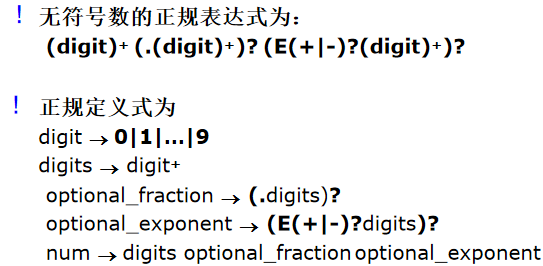 ! 无符号数的正规表达式为：
(digit)+ (.(digit)+)? (E(+|-)?(digit)+)?
! 正规定义式为
digit → 0|1|...|9
digits → digit+
optional_fraction → (.digits)?
optional_exponent → (E(+|-)?digits)?
num → digits optional_fraction optional_exponent